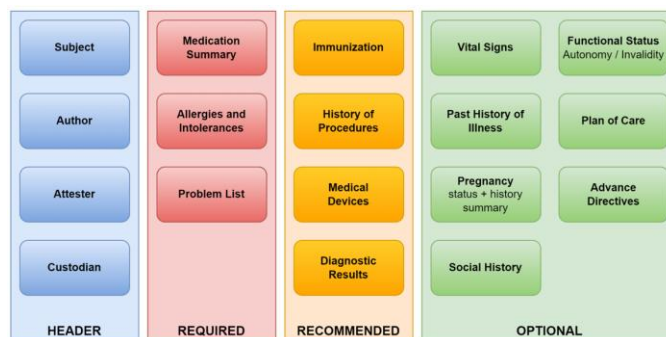 Subject
Author
Attester
Custodian
HEADER
Medication
Summary
Allergies and
Intolerances
Problem List
REQUIRED
Immunization
History of
Procedures
Medical
Devices
Diagnostic
Results
RECOMMENDED
Vital Signs
Functional Status
Autonomy / Invalidity
Past History of
Illness
Plan of Care
Pregnancy
status + history
summary
Advance
Directives
Social History
OPTIONAL